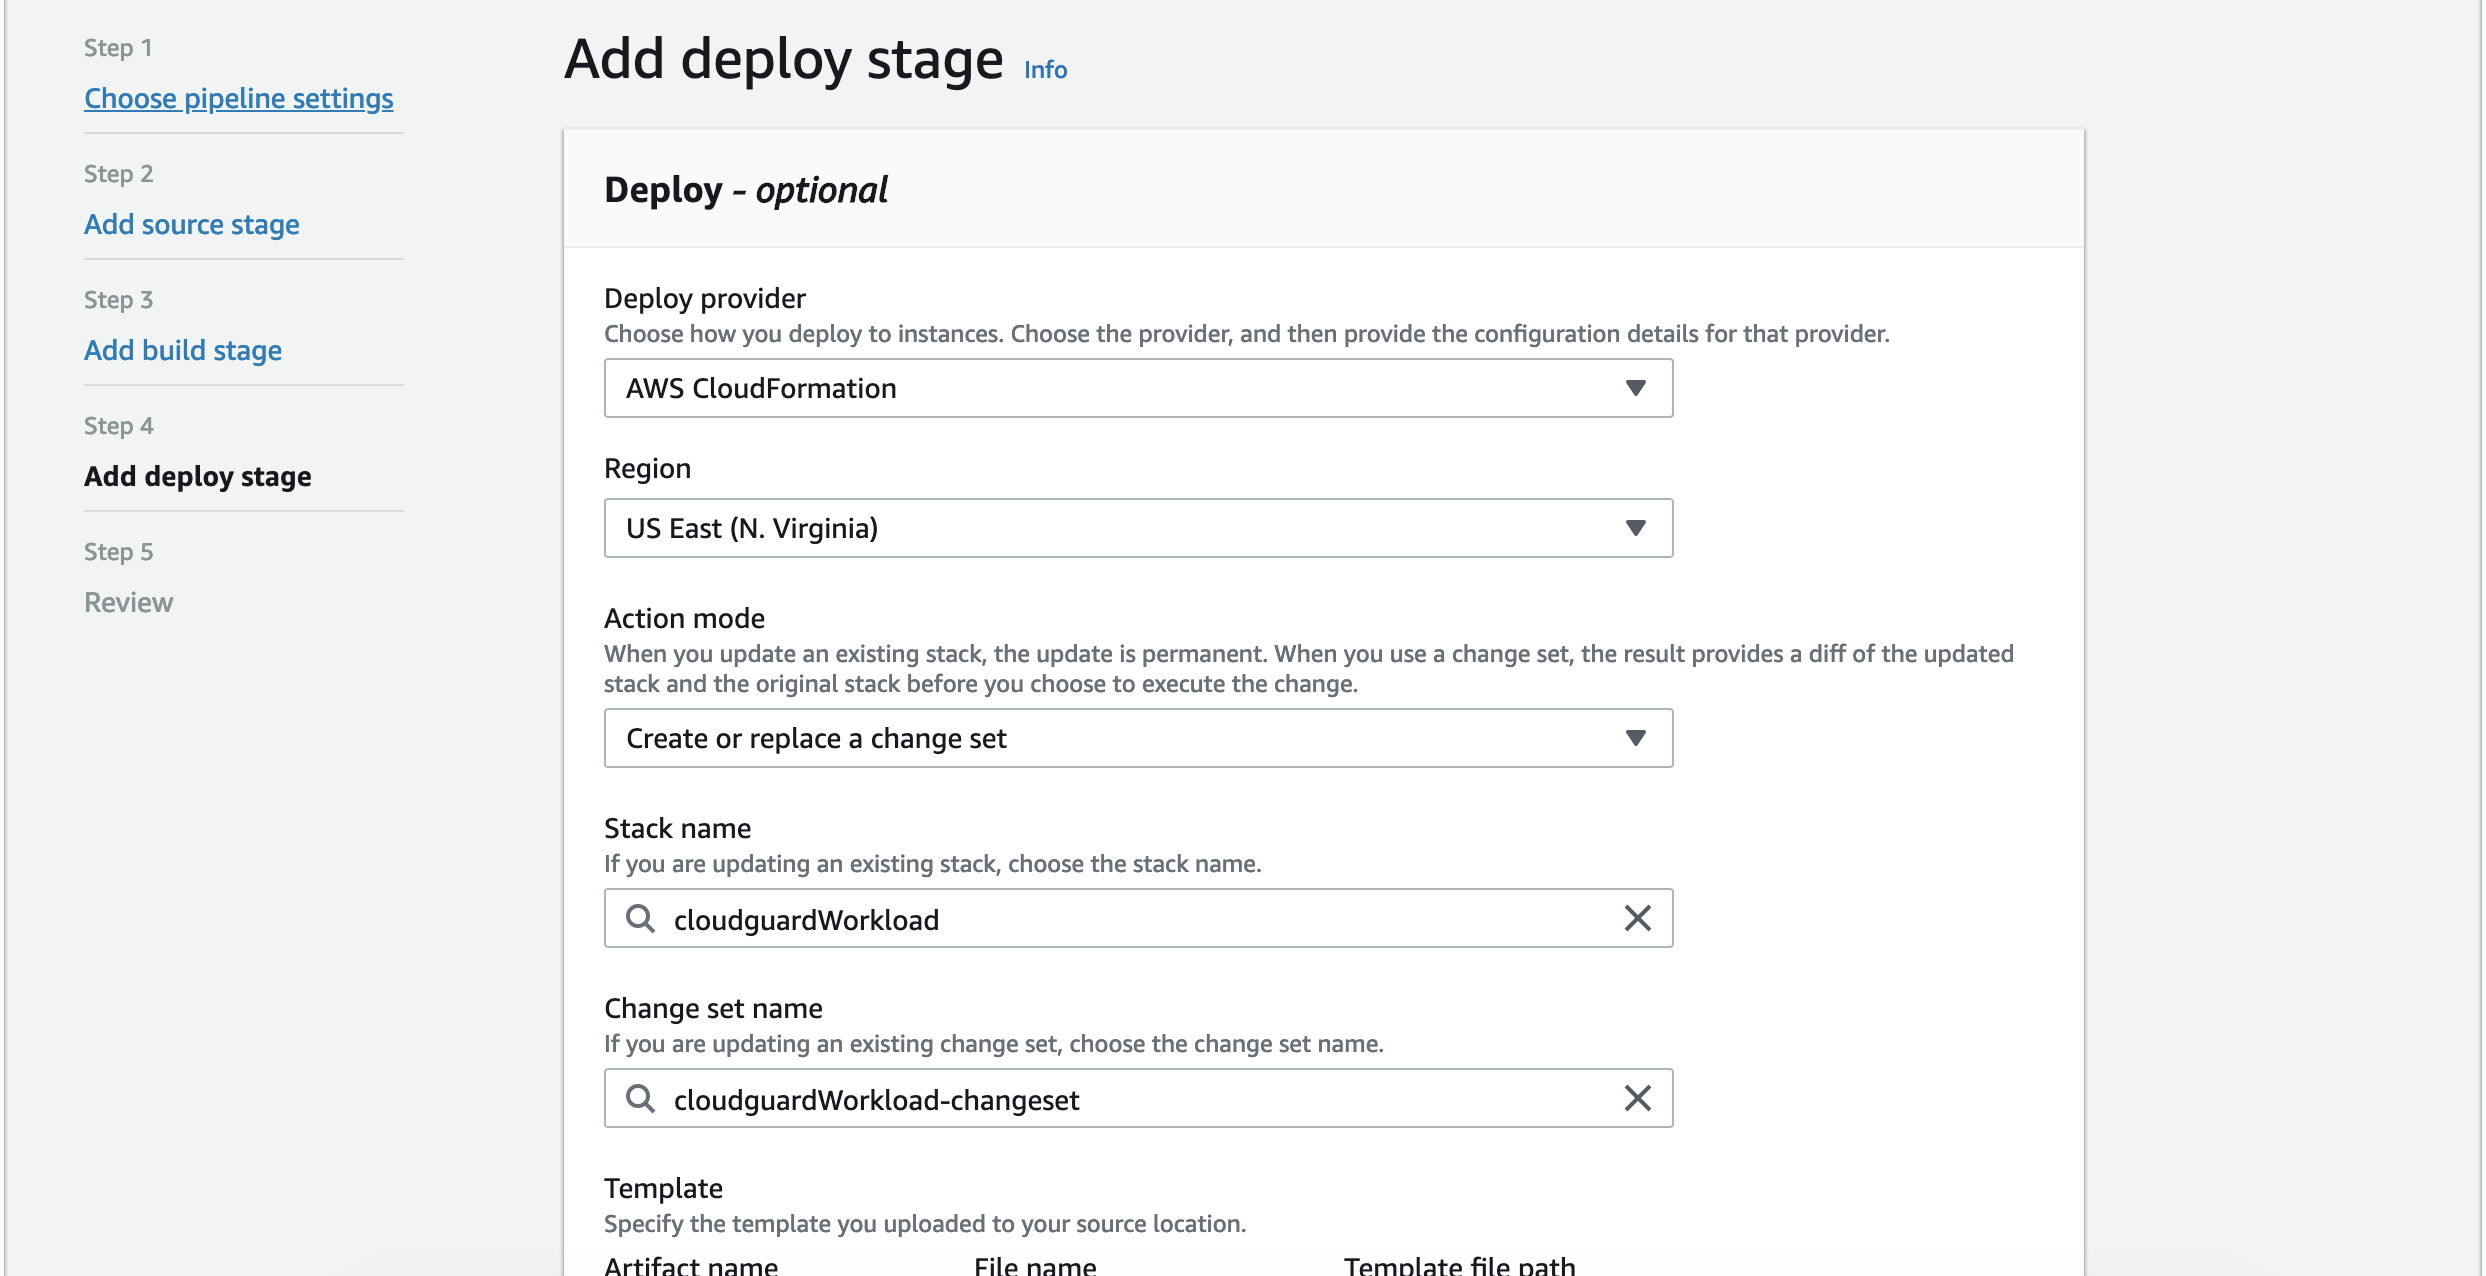 Step 1
Choose pipeline settings
Step 2
Add source stage
Step 3
Add build stage
Step 4
Add deploy stage
Step 5
Review
Add deploy stage Info
Deploy - optional
Deploy provider
Choose how you deploy to instances. Choose the provider, and then provide the configuration details for that provider.
AWS CloudFormation
Region
US East (N. Virginia)
Action mode
When you update an existing stack, the update is permanent. When you use a change set, the result provides a diff of the updated
stack and the original stack before you choose to execute the change.
Create or replace a change set
Stack name
If you are updating an existing stack, choose the stack name.
cloudguardWorkload
Change set name
If you are updating an existing change set, choose the change set name.
cloudguardWorkload-changeset
Template
Specify the template you uploaded to your source location.
Artifact name File name Template file path